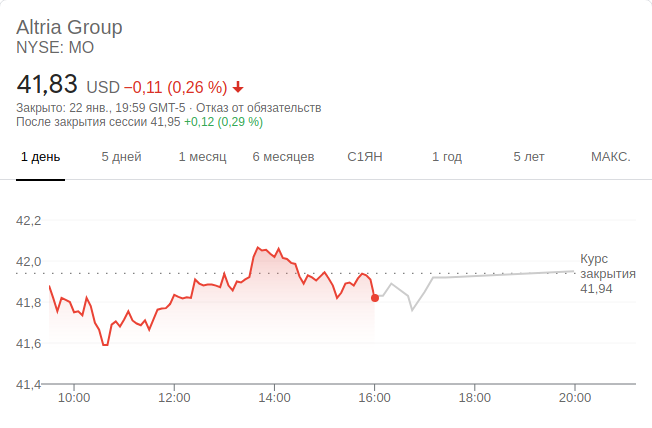 Altria Group
NYSE: MO
41,83 USD −0,11 (0,26 %)
Закрыто: 22 янв., 19:59 GMT-5 · Отказ от обязательств
После закрытия сессии 41,95 +0,12 (0,29 %)
1 день 5 дней 1 месяц 6 месяцев С1ЯН 1 год 5 лет МАКС.
42,2
42,0
41,8
41,6
41,4
Курс
закрытия
41,94
10:00 12:00 14:00 16:00 18:00 20:00